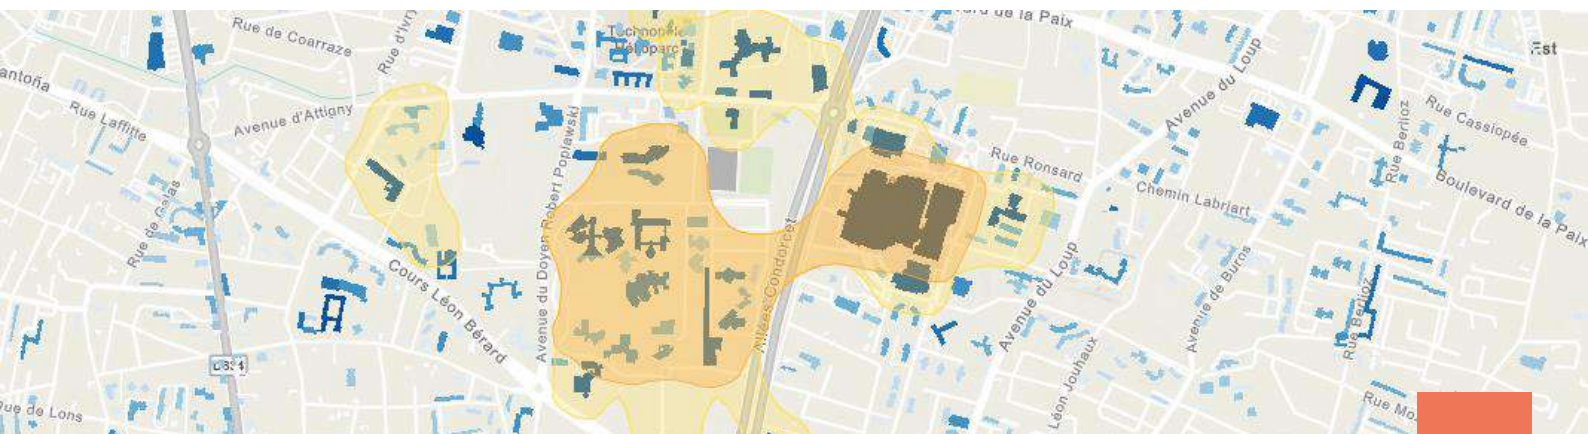 Rue de Coarraze
Rue d'Ivry
Hélioparc
de la Paix
Est
antoña
Rue Laffitte
Avenue d'Attigny
Avenue du Loup
Rue Cassiopée
Rue Berlioz
Rue Ronsard
Chemin Labriart
Boulevard de la Paix
Rue de Galas
Avenue du Doyen Robert Poplawski
Allées Condorcet
Cours Léon Bérard
Avenue du Loup
Avenue de Buros
Rue Berlioz
Léon Jouhaux
D834
Rue de Lons
Rue Mo